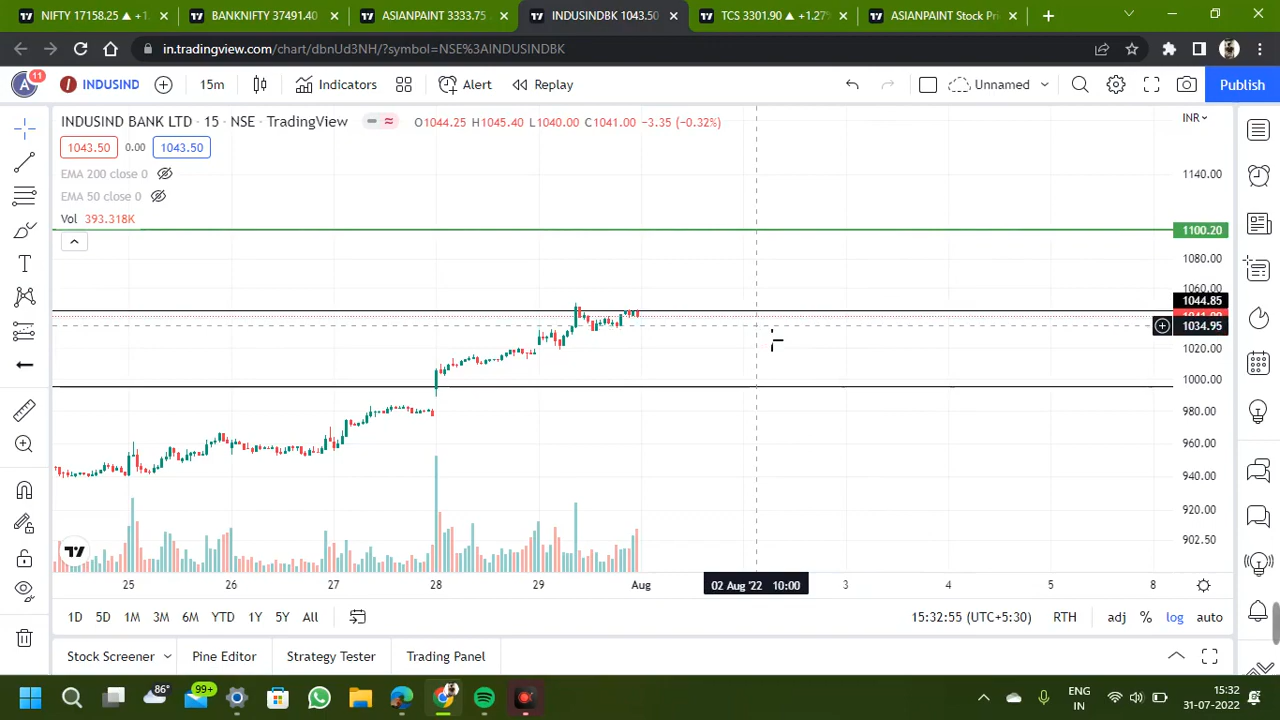 NIFTY 17158.25 ▲ +1.
BANKNIFTY 37491.40
ASIANPAINT 3333.75
INDUSINDBK 1043.50
TCS 3301.90 ▲ +1.27%
ASIANPAINT Stock Pri
in.tradingview.com/chart/dbnUd3NH/?symbol=NSE%3AINDUSINDBK
A 11
INDUSIND
15m
Indicators
Alert
Replay
Unnamed
Publish
INDUSIND BANK LTD · 15 · NSE · TradingView
O1044.25 H1045.40 L1040.00 C1041.00 −3.35 (−0.32%)
INR
1043.50 0.00 1043.50
EMA 200 close 0
EMA 50 close 0
Vol 393.318K
1140.00
1100.20
1080.00
1060.00
1044.85
1034.95
1020.00
1000.00
980.00
960.00
940.00
920.00
902.50
25 26 27 28 29 Aug 02 Aug '22 10:00 3 4 5 8
1D 5D 1M 3M 6M YTD 1Y 5Y All
15:32:55 (UTC+5:30) RTH adj % log auto
Stock Screener Pine Editor Strategy Tester Trading Panel
86°
99+
ENG
IN
15:32
31-07-2022